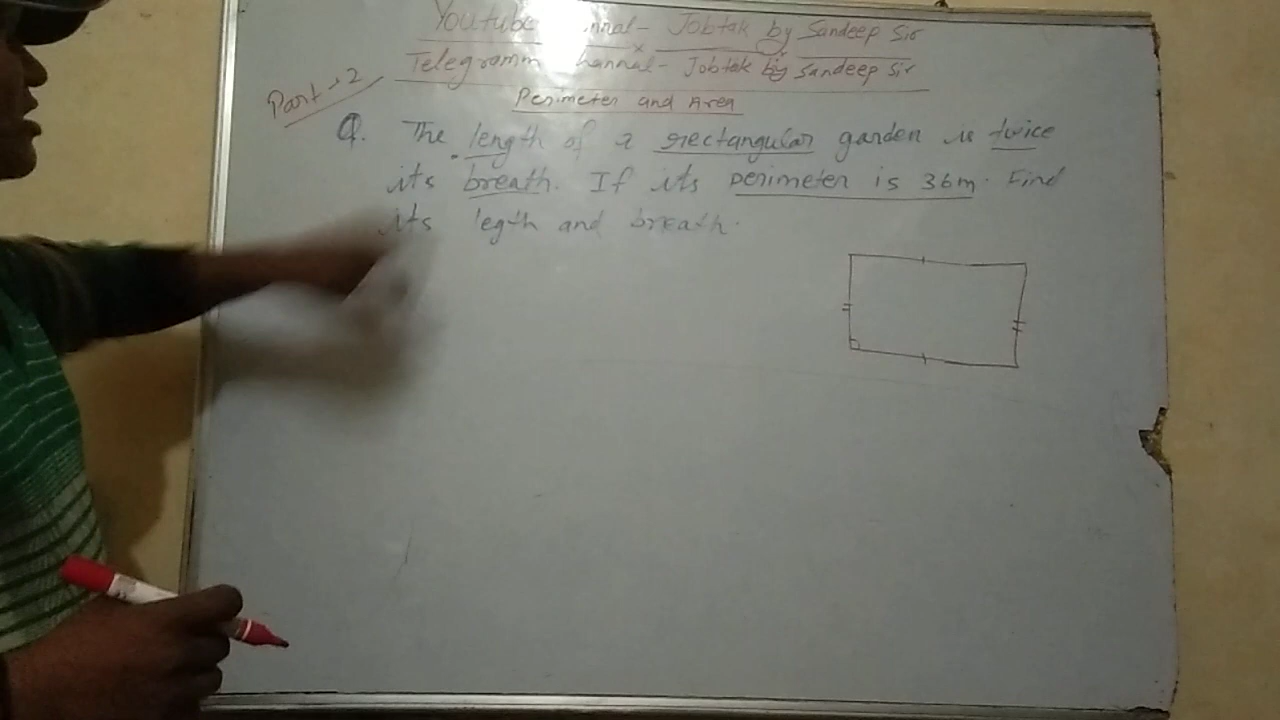 Youtube nnal- Jobtak by Sandeep Sir
Telegramm hannal- Jobtak by Sandeep Sir
Part-2
Perimeter and Area
Q. The length of a rectangular garden is twice
its breath. If its perimeter is 36m. Find
its legth and breath.